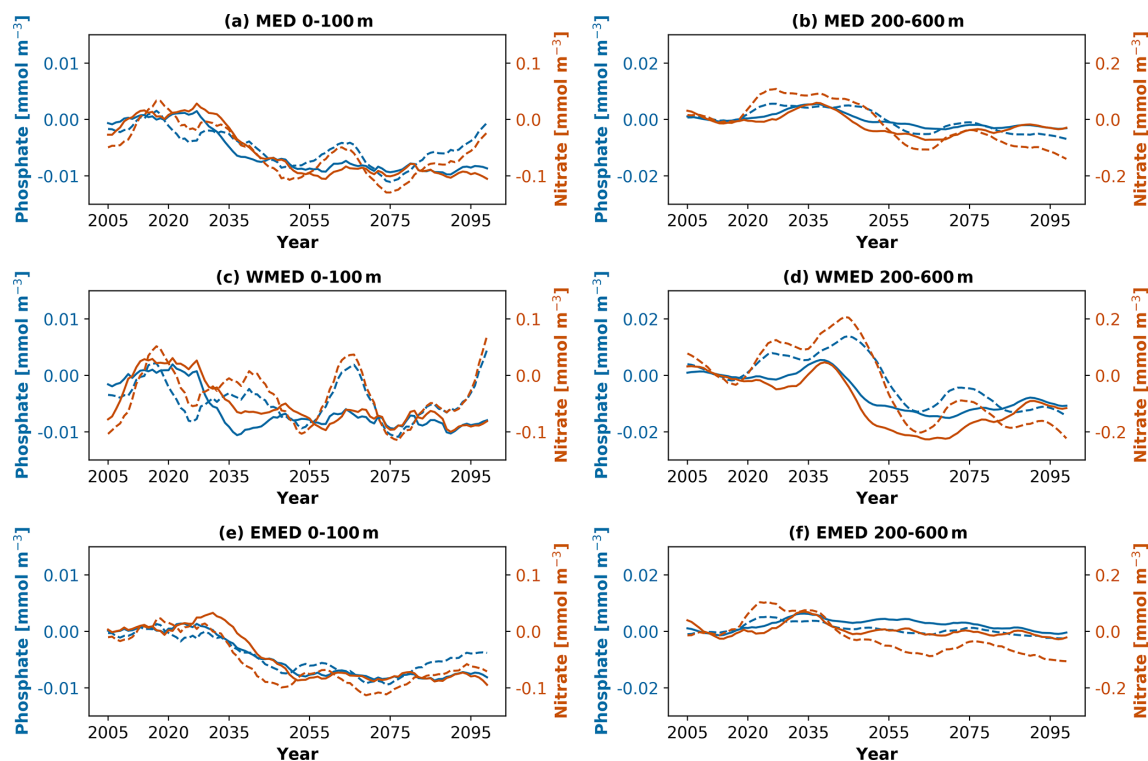 (a) MED 0-100 m
Phosphate [mmol m⁻³]
0.01
0.00
-0.01
0.1
0.0
-0.1
Nitrate [mmol m⁻³]
2005 2020 2035 2055 2075 2095
Year
(b) MED 200-600 m
Phosphate [mmol m⁻³]
0.02
0.00
-0.02
0.2
0.0
-0.2
Nitrate [mmol m⁻³]
2005 2020 2035 2055 2075 2095
Year
(c) WMED 0-100 m
Phosphate [mmol m⁻³]
0.01
0.00
-0.01
0.1
0.0
-0.1
Nitrate [mmol m⁻³]
2005 2020 2035 2055 2075 2095
Year
(d) WMED 200-600 m
Phosphate [mmol m⁻³]
0.02
0.00
-0.02
0.2
0.0
-0.2
Nitrate [mmol m⁻³]
2005 2020 2035 2055 2075 2095
Year
(e) EMED 0-100 m
Phosphate [mmol m⁻³]
0.01
0.00
-0.01
0.1
0.0
-0.1
Nitrate [mmol m⁻³]
2005 2020 2035 2055 2075 2095
Year
(f) EMED 200-600 m
Phosphate [mmol m⁻³]
0.02
0.00
-0.02
0.2
0.0
-0.2
Nitrate [mmol m⁻³]
2005 2020 2035 2055 2075 2095
Year